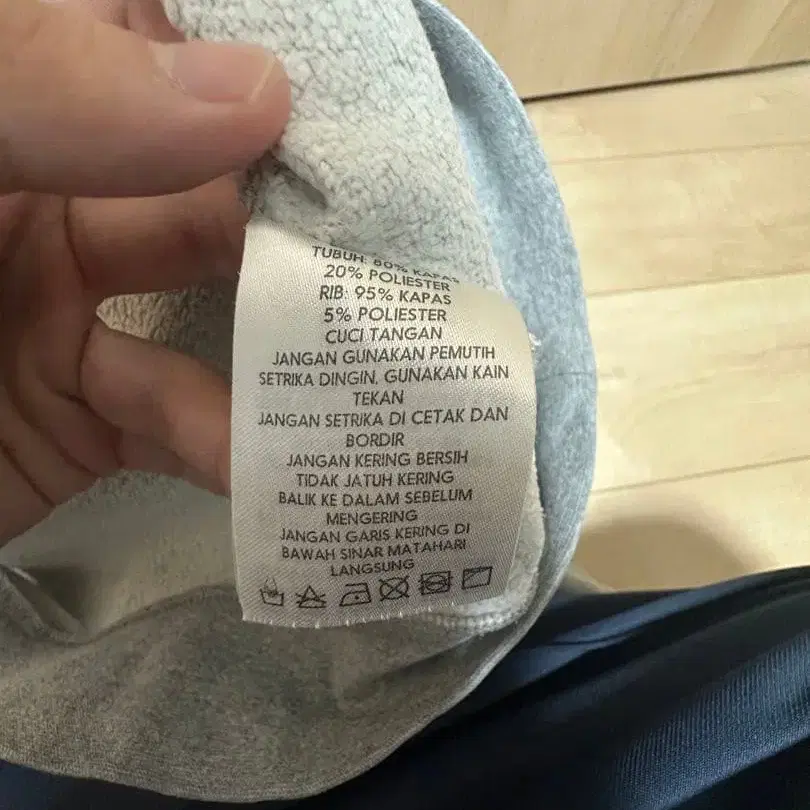 TUBUH: 80% KAPAS
20% POLIESTER
RIB: 95% KAPAS
5% POLIESTER
CUCI TANGAN
JANGAN GUNAKAN PEMUTIH
SETRIKA DINGIN, GUNAKAN KAIN
TEKAN
JANGAN SETRIKA DI CETAK DAN
BORDIR
JANGAN KERING BERSIH
TIDAK JATUH KERING
BALIK KE DALAM SEBELUM
MENGERING
JANGAN GARIS KERING DI
BAWAH SINAR MATAHARI
LANGSUNG